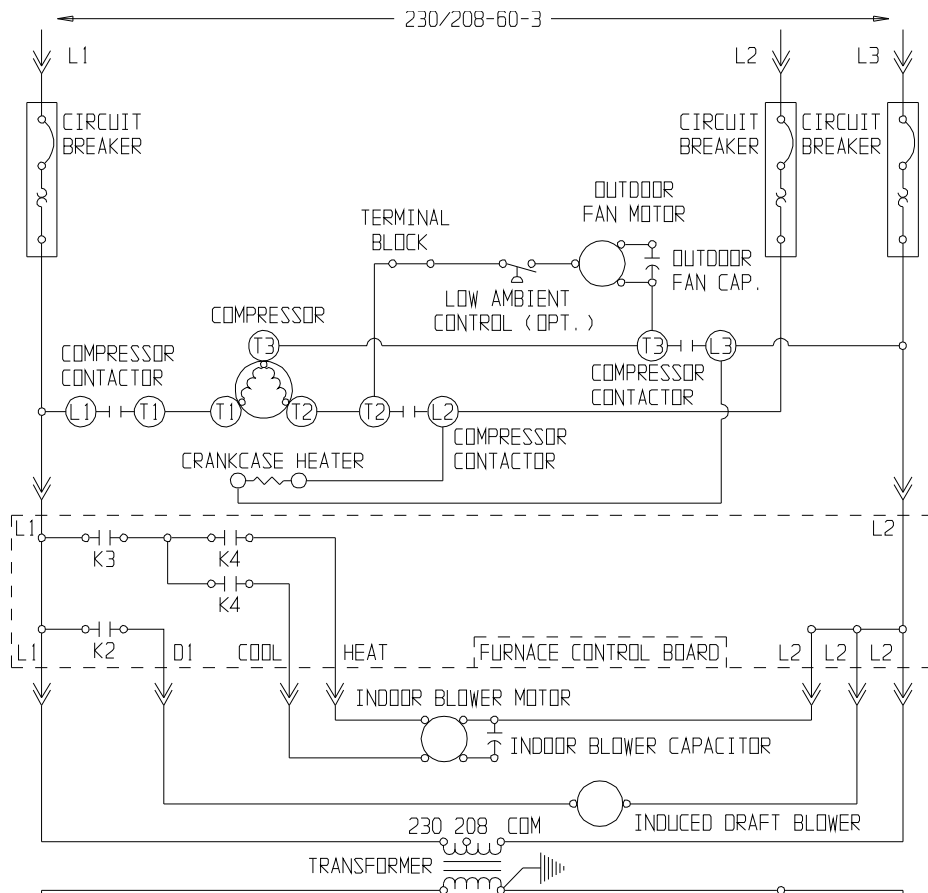 230/208-60-3
L1
L2
L3
CIRCUIT
BREAKER
CIRCUIT
BREAKER
CIRCUIT
BREAKER
OUTDOOR
FAN MOTOR
TERMINAL
BLOCK
OUTDOOR
FAN CAP.
LOW AMBIENT
CONTROL (OPT.)
COMPRESSOR
T3
T3
L3
COMPRESSOR
CONTACTOR
COMPRESSOR
CONTACTOR
L1
T1
T1
T2
T2
L2
COMPRESSOR
CONTACTOR
CRANKCASE HEATER
L1
L2
K3
K4
K4
K2
L1
D1
COOL
HEAT
FURNACE CONTROL BOARD
L2
L2
L2
INDOOR BLOWER MOTOR
INDOOR BLOWER CAPACITOR
INDUCED DRAFT BLOWER
230 208 COM
TRANSFORMER